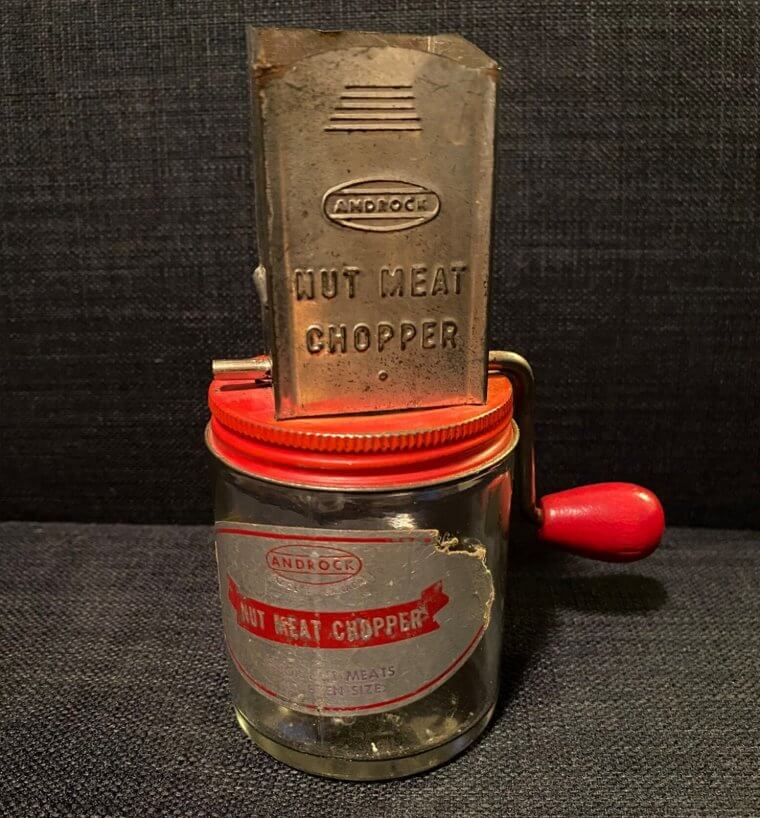 ANDROCK
NUT MEAT
CHOPPER
ANDROCK
NUT MEAT CHOPPER
MEATS
SIZE